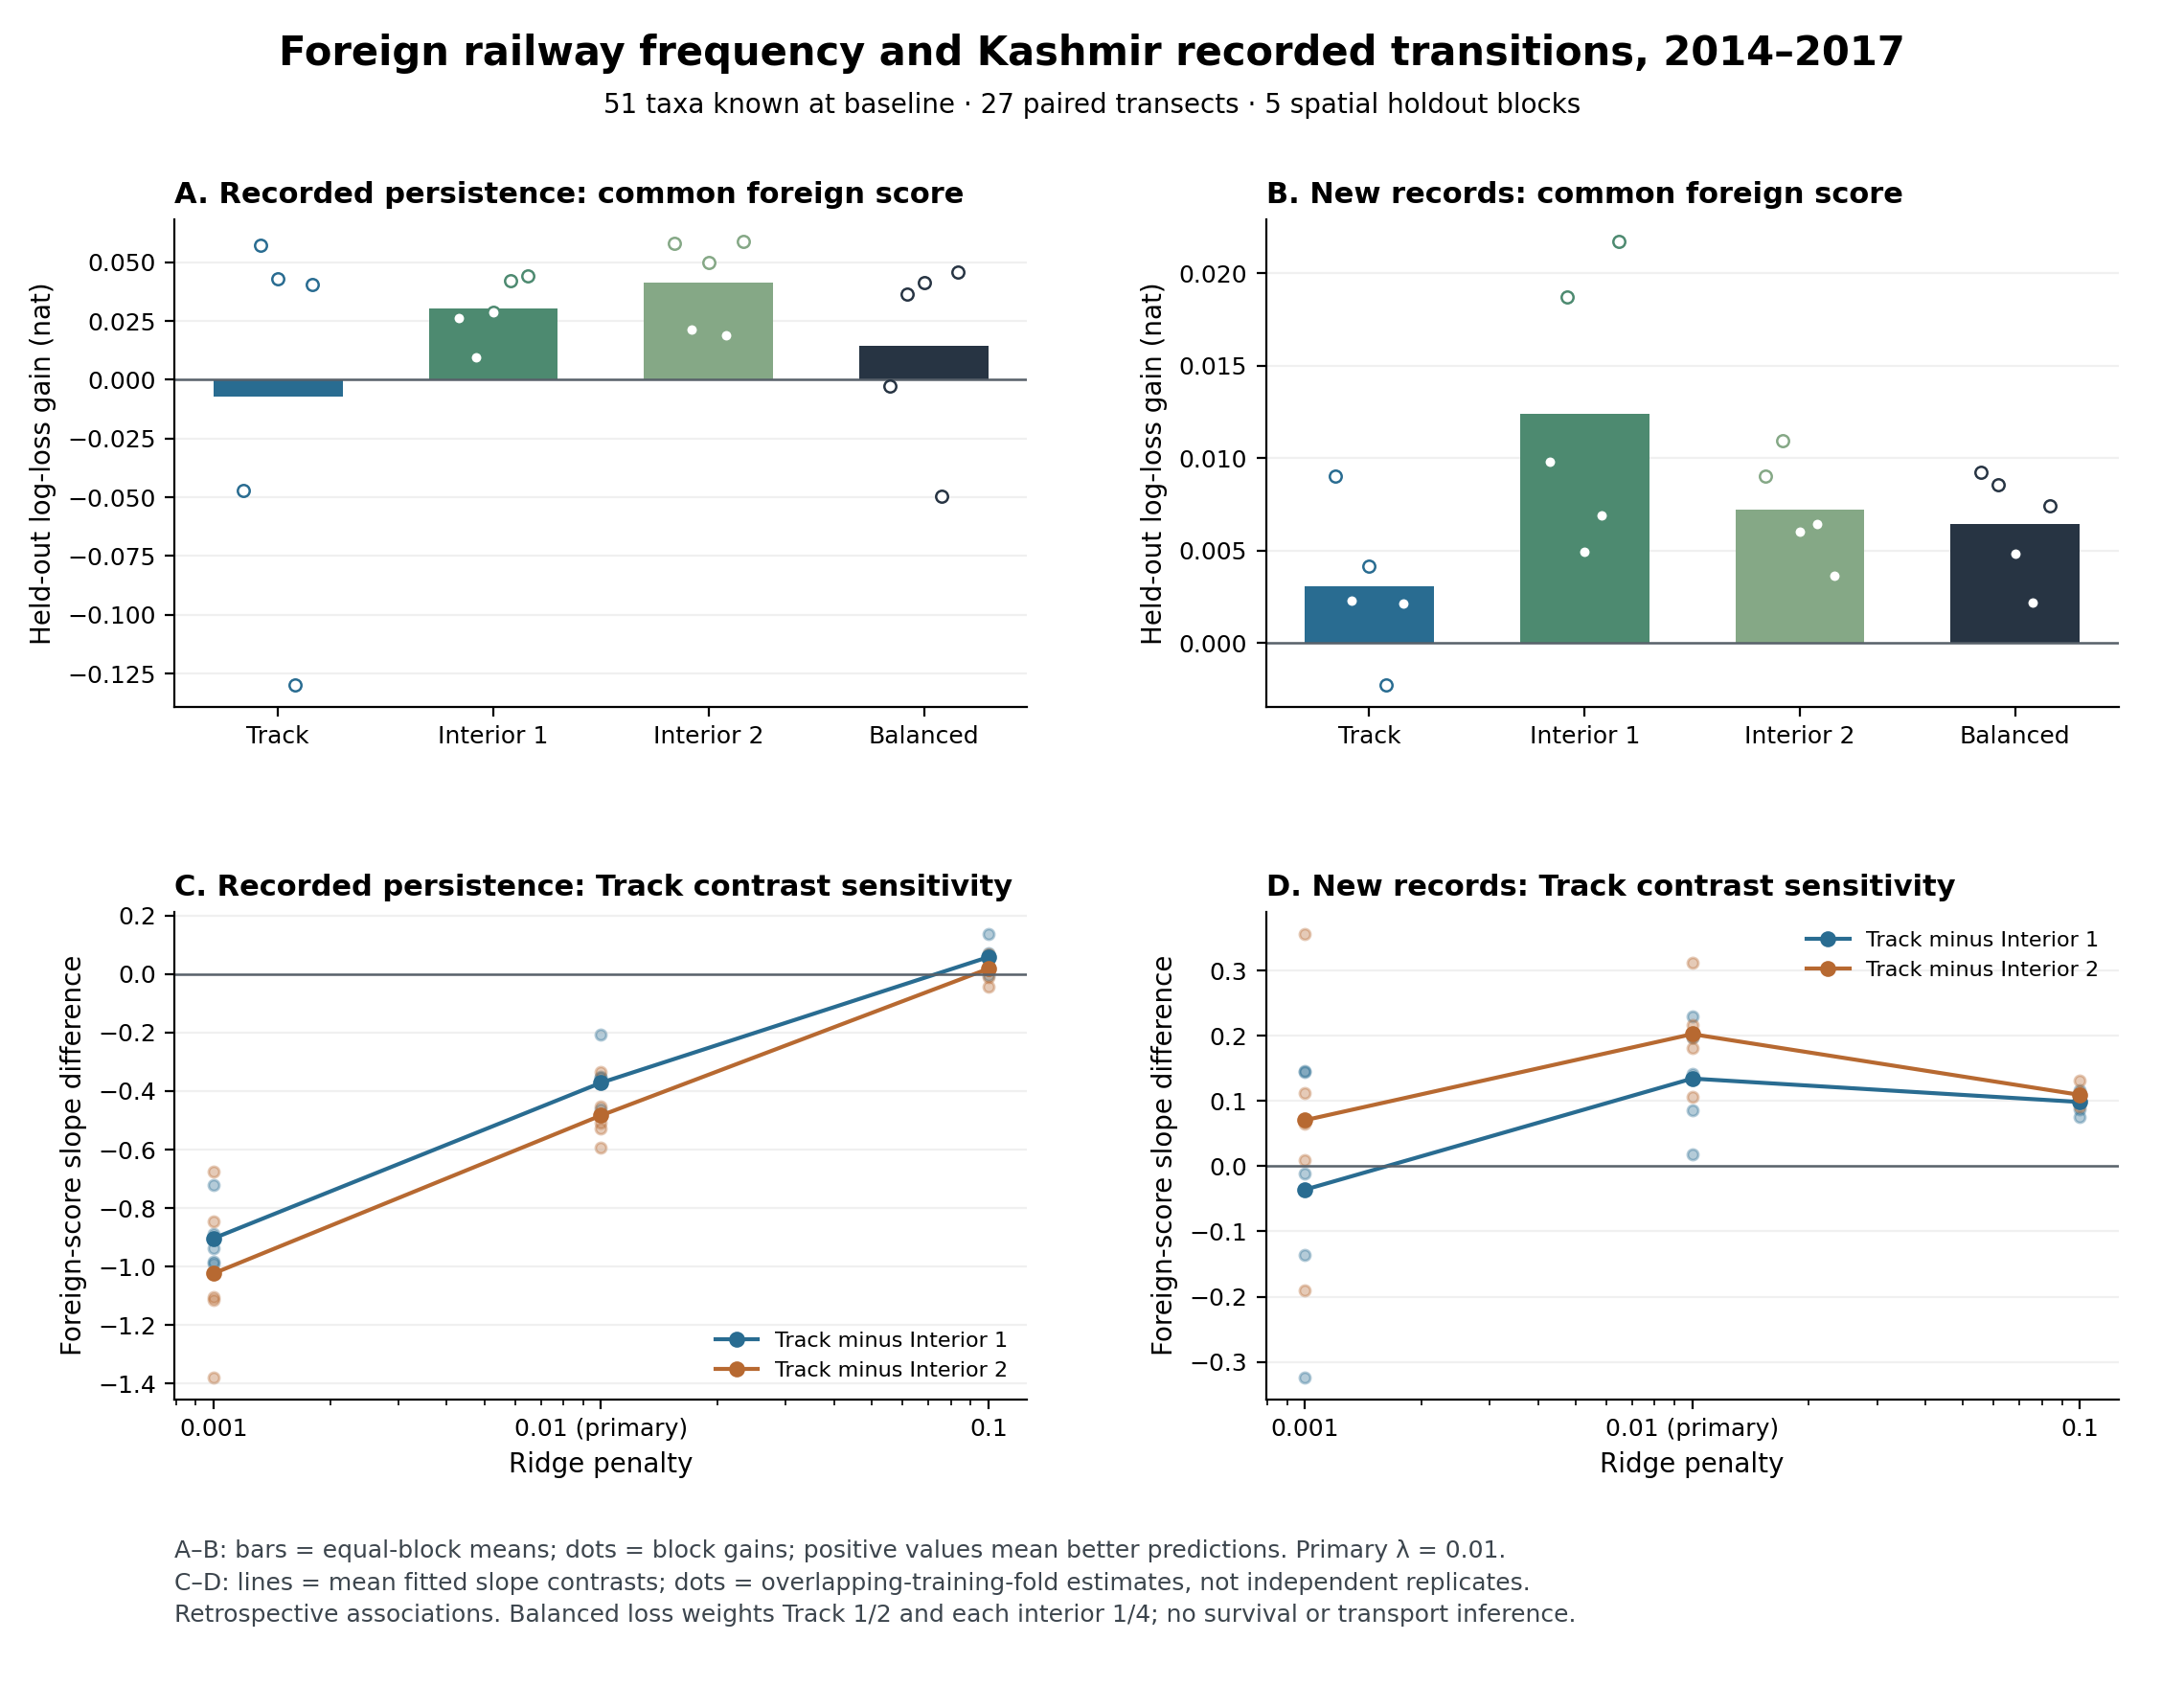 Foreign railway frequency and Kashmir recorded transitions, 2014–2017
51 taxa known at baseline · 27 paired transects · 5 spatial holdout blocks
A. Recorded persistence: common foreign score
Held-out log-loss gain (nat)
0.050
0.025
0.000
−0.025
−0.050
−0.075
−0.100
−0.125
Track
Interior 1
Interior 2
Balanced
B. New records: common foreign score
Held-out log-loss gain (nat)
0.020
0.015
0.010
0.005
0.000
Track
Interior 1
Interior 2
Balanced
C. Recorded persistence: Track contrast sensitivity
Foreign-score slope difference
0.2
0.0
−0.2
−0.4
−0.6
−0.8
−1.0
−1.2
−1.4
Track minus Interior 1
Track minus Interior 2
0.001
0.01 (primary)
0.1
Ridge penalty
D. New records: Track contrast sensitivity
Foreign-score slope difference
0.3
0.2
0.1
0.0
−0.1
−0.2
−0.3
Track minus Interior 1
Track minus Interior 2
0.001
0.01 (primary)
0.1
Ridge penalty
A–B: bars = equal-block means; dots = block gains; positive values mean better predictions. Primary λ = 0.01.
C–D: lines = mean fitted slope contrasts; dots = overlapping-training-fold estimates, not independent replicates.
Retrospective associations. Balanced loss weights Track 1/2 and each interior 1/4; no survival or transport inference.